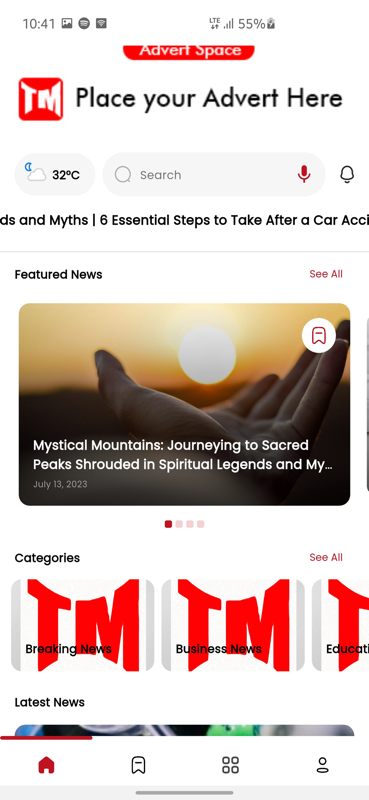 10:41
LTE
55%
Advert Space
TM
Place your Advert Here
32°C
Search
ds and Myths | 6 Essential Steps to Take After a Car Acci
Featured News
See All
Mystical Mountains: Journeying to Sacred
Peaks Shrouded in Spiritual Legends and My...
July 13, 2023
Categories
See All
TM
TM
Breaking News
Business News
Educati
Latest News